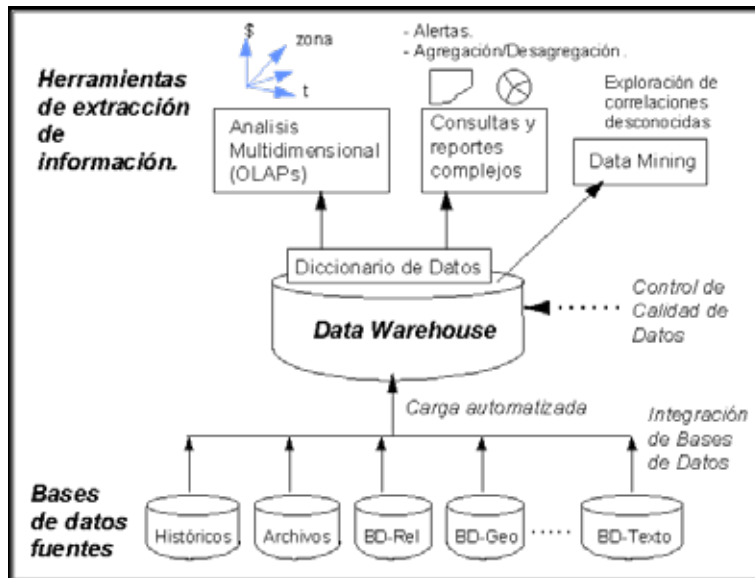 $
zona
t
- Alertas.
- Agregación/Desagregación.
Herramientas
de extracción
de
información.
Analisis
Multidimensional
(OLAPs)
Consultas y
reportes
complejos
Exploración de
correlaciones
desconocidas
Data Mining
Diccionario de Datos
Data Warehouse
Control de
Calidad de
Datos
Carga automatizada
Integración
de Bases
de Datos
Bases
de datos
fuentes
Históricos
Archivos
BD-Rel
BD-Geo
BD-Texto